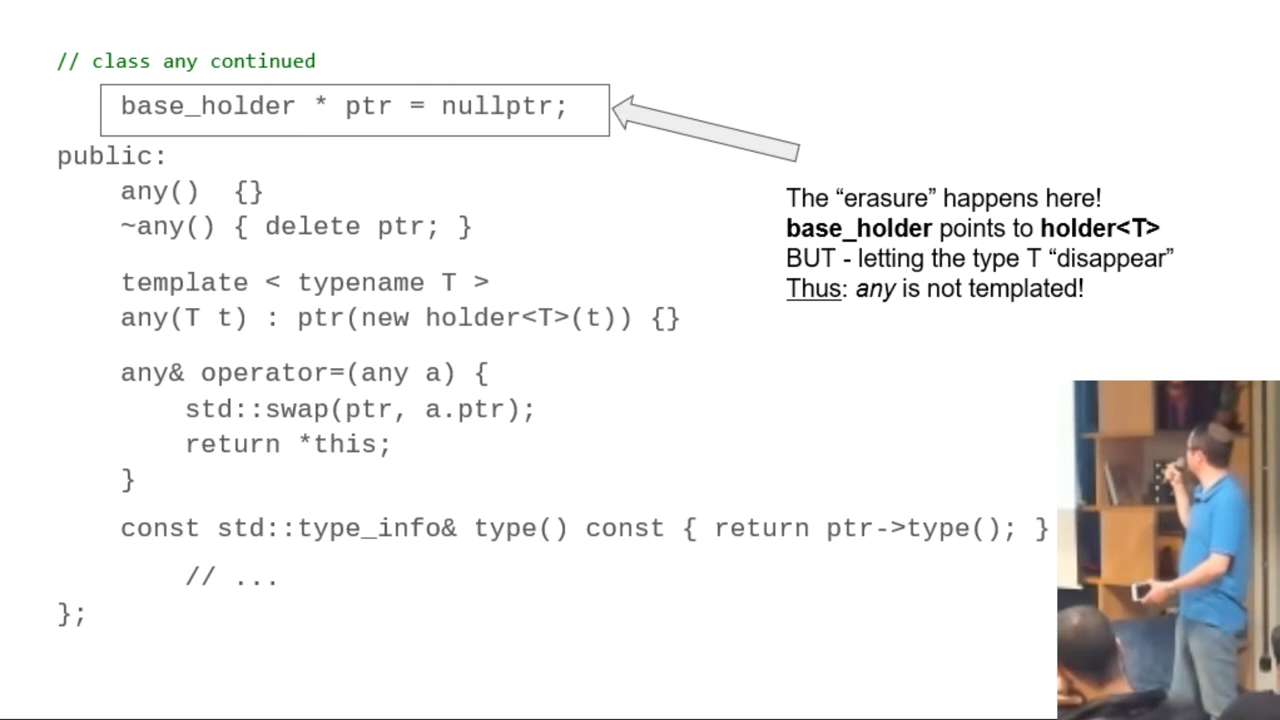 // class any continued
base_holder * ptr = nullptr;
public:
any()  {}
~any() { delete ptr; }
template < typename T >
any(T t) : ptr(new holder<T>(t)) {}
any& operator=(any a) {
std::swap(ptr, a.ptr);
return *this;
}
const std::type_info& type() const { return ptr->type(); }
// ...
};
The “erasure” happens here!
base_holder points to holder<T>
BUT - letting the type T “disappear”
Thus: any is not templated!